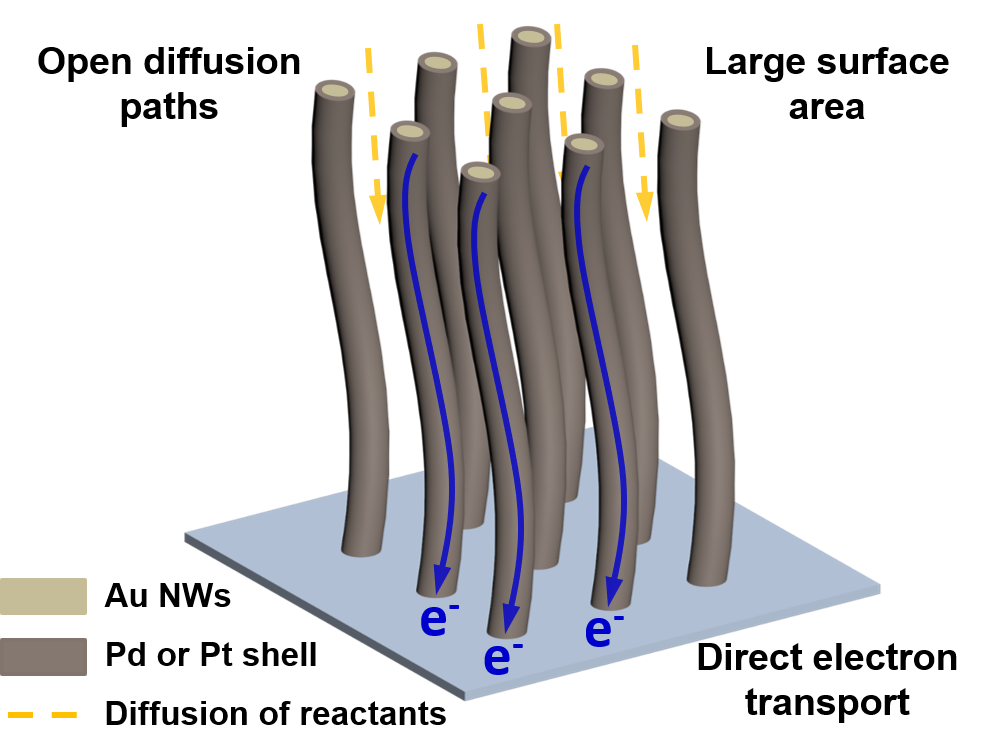 Open diffusion
paths
Large surface
area
Au NWs
Pd or Pt shell
Diffusion of reactants
e-
e-
e-
Direct electron
transport